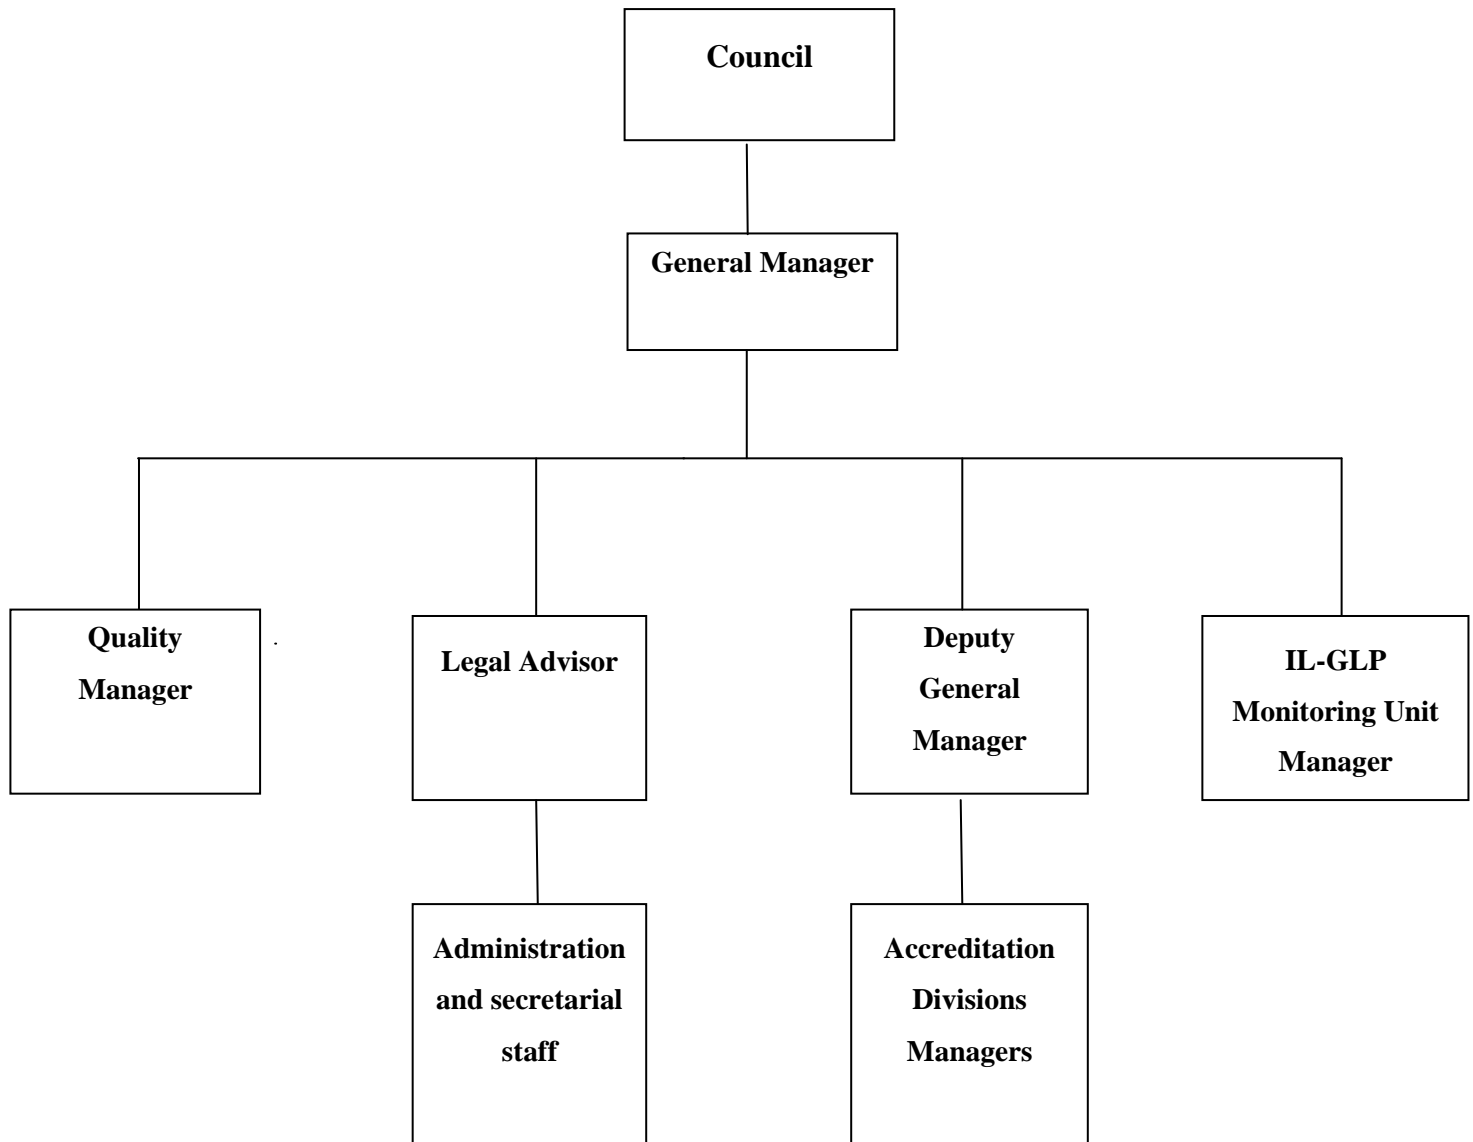 Council
General Manager
Quality
Manager
Legal Advisor
Deputy
General
Manager
IL-GLP
Monitoring Unit
Manager
Administration
and secretarial
staff
Accreditation
Divisions
Managers